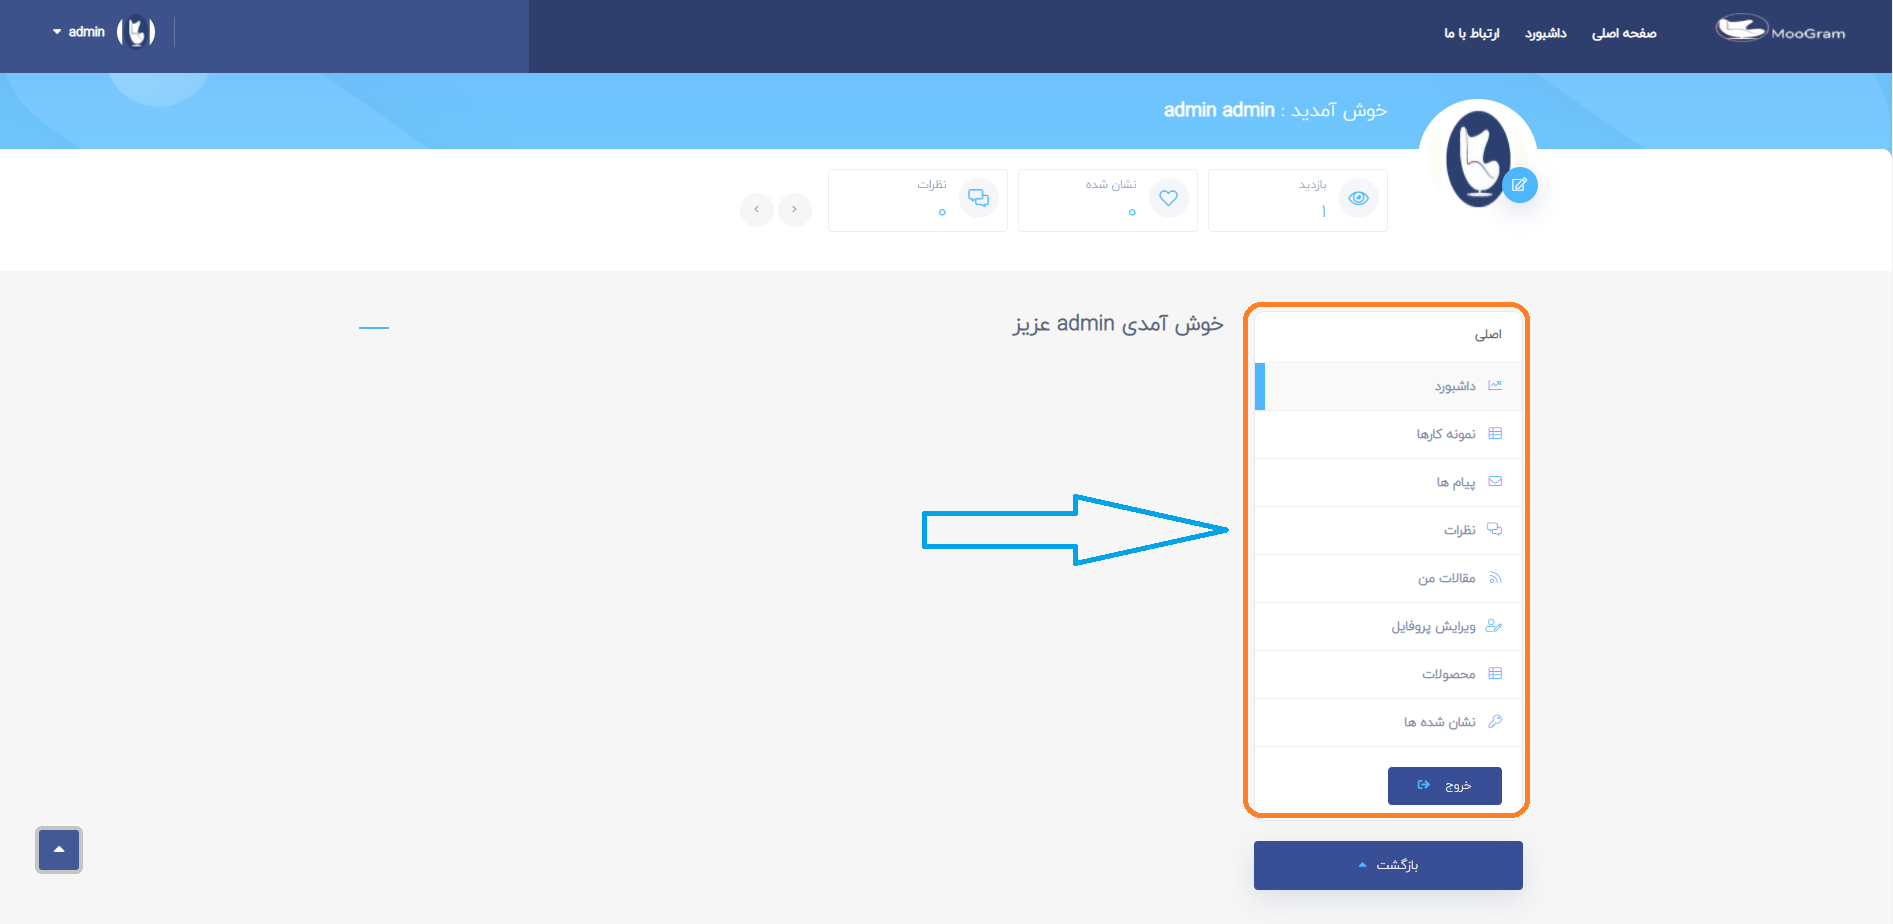 MooGram
صفحه اصلی
داشبورد
ارتباط با ما
admin
خوش آمدید : admin admin
بازدید
۱
نشان شده
۰
نظرات
۰
خوش آمدی admin عزیز
اصلی
داشبورد
نمونه کارها
پیام ها
نظرات
مقالات من
ویرایش پروفایل
محصولات
نشان شده ها
خروج
بازگشت